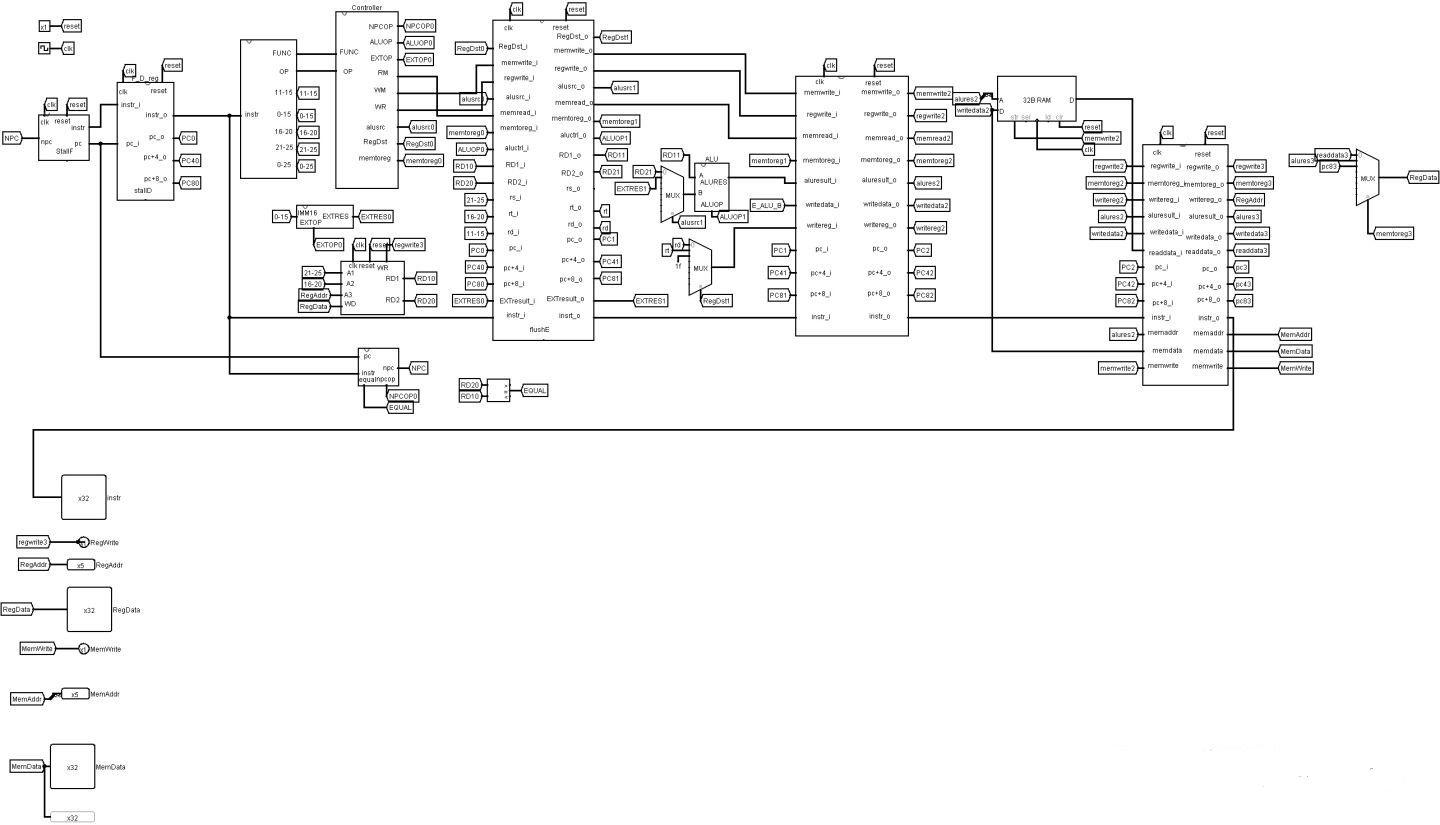 x1 reset
clk
NPC
clk reset
clk reset
npc instr
pc
StallF
clk reset
D_reg
clk reset
instr_i instr_o
pc_i pc_o PC0
pc+4_o PC40
pc+8_o PC80
stallD
instr FUNC
OP
11-15 11-15
0-15 0-15
16-20 16-20
21-25 21-25
0-25 0-25
Controller
FUNC NPCOP NPCOP0
OP ALUOP ALUOP0
EXTOP EXTOP0
RM
WM
WR
alusrc alusrc0
RegDst RegDst0
memtoreg memtoreg0
0-15 IMM16 EXTRES EXTRES0
EXTOP
EXTOP0
clk reset regwrite3
clk reset WR
21-25 A1 RD1 RD10
16-20 A2
RegAddr A3 RD2 RD20
RegData WD
pc
instr npc NPC
equal npcop
NPCOP0
EQUAL
RD20
RD10
EQUAL
clk reset
clk reset
RegDst0 RegDst_i RegDst_o RegDst1
memwrite_i memwrite_o
regwrite_i regwrite_o
alusrc_i alusrc_o alusrc1
memread_i memread_o
memtoreg0 memtoreg_i memtoreg_o memtoreg1
ALUOP0 aluctrl_i aluctrl_o ALUOP1
RD10 RD1_i RD1_o RD11
RD20 RD2_i RD2_o RD21
21-25 rs_i rs_o
16-20 rt_i rt_o rt
11-15 rd_i rd_o rd
PC0 pc_i pc_o PC1
PC40 pc+4_i pc+4_o PC41
PC80 pc+8_i pc+8_o PC81
EXTRES0 EXTresult_i EXTresult_o EXTRES1
instr_i insrt_o
flushE
RD11
RD21
EXTRES1
MUX
alusrc1
ALU
A
ALURES
B
ALUOP
ALUOP1
rd
rt
1f
MUX
RegDst1
clk reset
clk reset
memwrite_i memwrite_o memwrite2
regwrite_i regwrite_o regwrite2
memread_i memread_o memread2
memtoreg1 memtoreg_i memtoreg_o memtoreg2
aluresult_i aluresult_o alures2
E_ALU_B writedata_i writedata_o writedata2
writereg_i writereg_o writereg2
PC1 pc_i pc_o PC2
PC41 pc+4_i pc+4_o PC42
PC81 pc+8_i pc+8_o PC82
instr_i instr_o
alures2 A 32B RAM D
writedata2 D
str sel ld clr
reset
memwrite2
clk
clk reset
clk reset
regwrite2 regwrite_i regwrite_o regwrite3
memtoreg2 memtoreg_i memtoreg_o memtoreg3
writereg2 writereg_i writereg_o RegAddr
alures2 aluresult_i aluresult_o alures3
writedata2 writedata_i writedata_o writedata3
readdata_i readdata_o readdata3
PC2 pc_i pc_o pc3
PC42 pc+4_i pc+4_o pc43
PC82 pc+8_i pc+8_o pc83
instr_i instr_o
alures2 memaddr memaddr MemAddr
memdata memdata MemData
memwrite2 memwrite memwrite MemWrite
alures3 readdata3
pc83
MUX
RegData
memtoreg3
x32 instr
regwrite3 RegWrite
RegAddr x5 RegAddr
RegData x32 RegData
MemWrite x1 MemWrite
MemAddr x5 MemAddr
MemData x32 MemData
x32